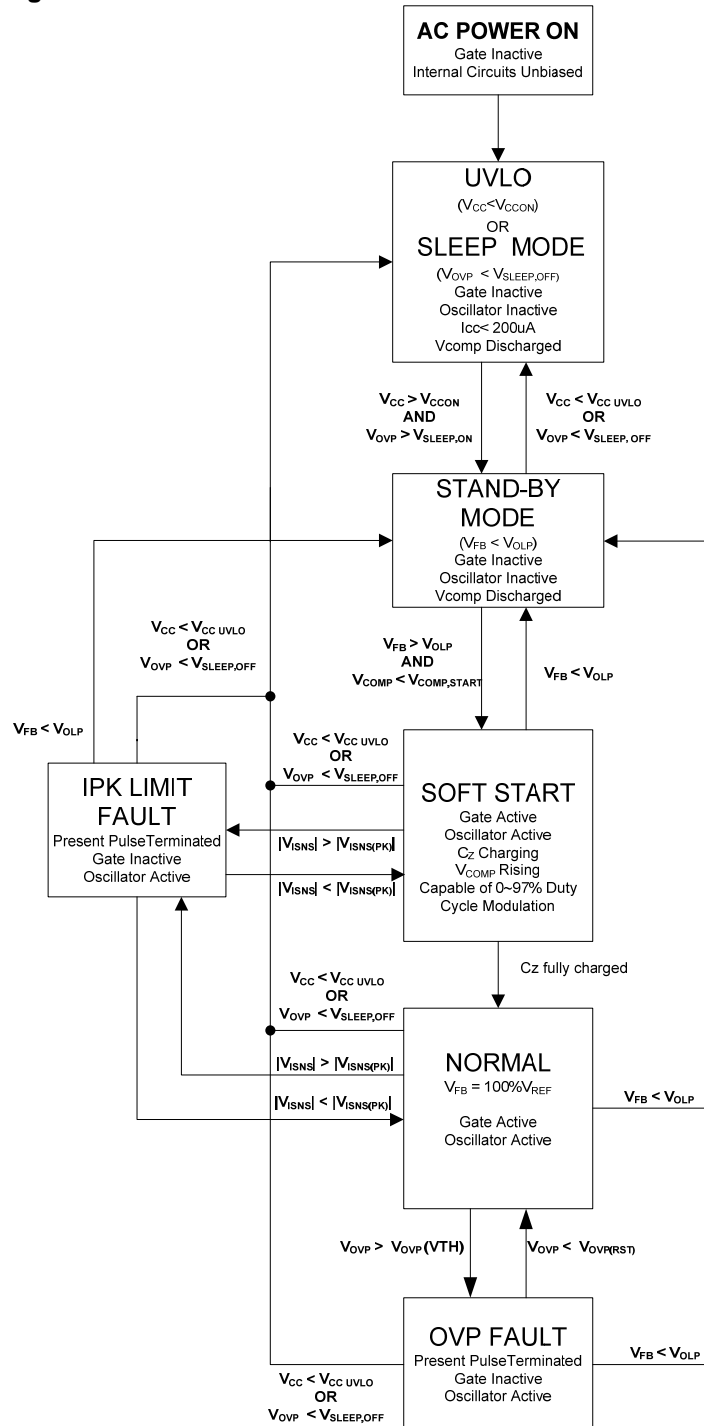 AC POWER ON
Gate Inactive
Internal Circuits Unbiased
UVLO
(VCC<VCCON)
OR
SLEEP MODE
(VOVP < VSLEEP,OFF)
Gate Inactive
Oscillator Inactive
Icc< 200uA
Vcomp Discharged
VCC > VCCON
AND
VOVP > VSLEEP,ON
VCC < VCC UVLO
OR
VOVP < VSLEEP, OFF
STAND-BY
MODE
(VFB < VOLP)
Gate Inactive
Oscillator Inactive
Vcomp Discharged
VCC < VCC UVLO
OR
VOVP < VSLEEP,OFF
VFB > VOLP
AND
VCOMP < VCOMP,START
VFB < VOLP
VFB < VOLP
VCC < VCC UVLO
OR
VOVP < VSLEEP,OFF
IPK LIMIT
FAULT
Present PulseTerminated
Gate Inactive
Oscillator Active
SOFT START
Gate Active
Oscillator Active
CZ Charging
VCOMP Rising
Capable of 0~97% Duty
Cycle Modulation
|VISNS| > |VISNS(PK)|
|VISNS| < |VISNS(PK)|
Cz fully charged
VCC < VCC UVLO
OR
VOVP < VSLEEP,OFF
NORMAL
VFB = 100%VREF
Gate Active
Oscillator Active
|VISNS| > |VISNS(PK)|
|VISNS| < |VISNS(PK)|
VFB < VOLP
VOVP > VOVP(VTH)
VOVP < VOVP(RST)
OVP FAULT
Present PulseTerminated
Gate Inactive
Oscillator Active
VFB < VOLP
VCC < VCC UVLO
OR
VOVP < VSLEEP,OFF